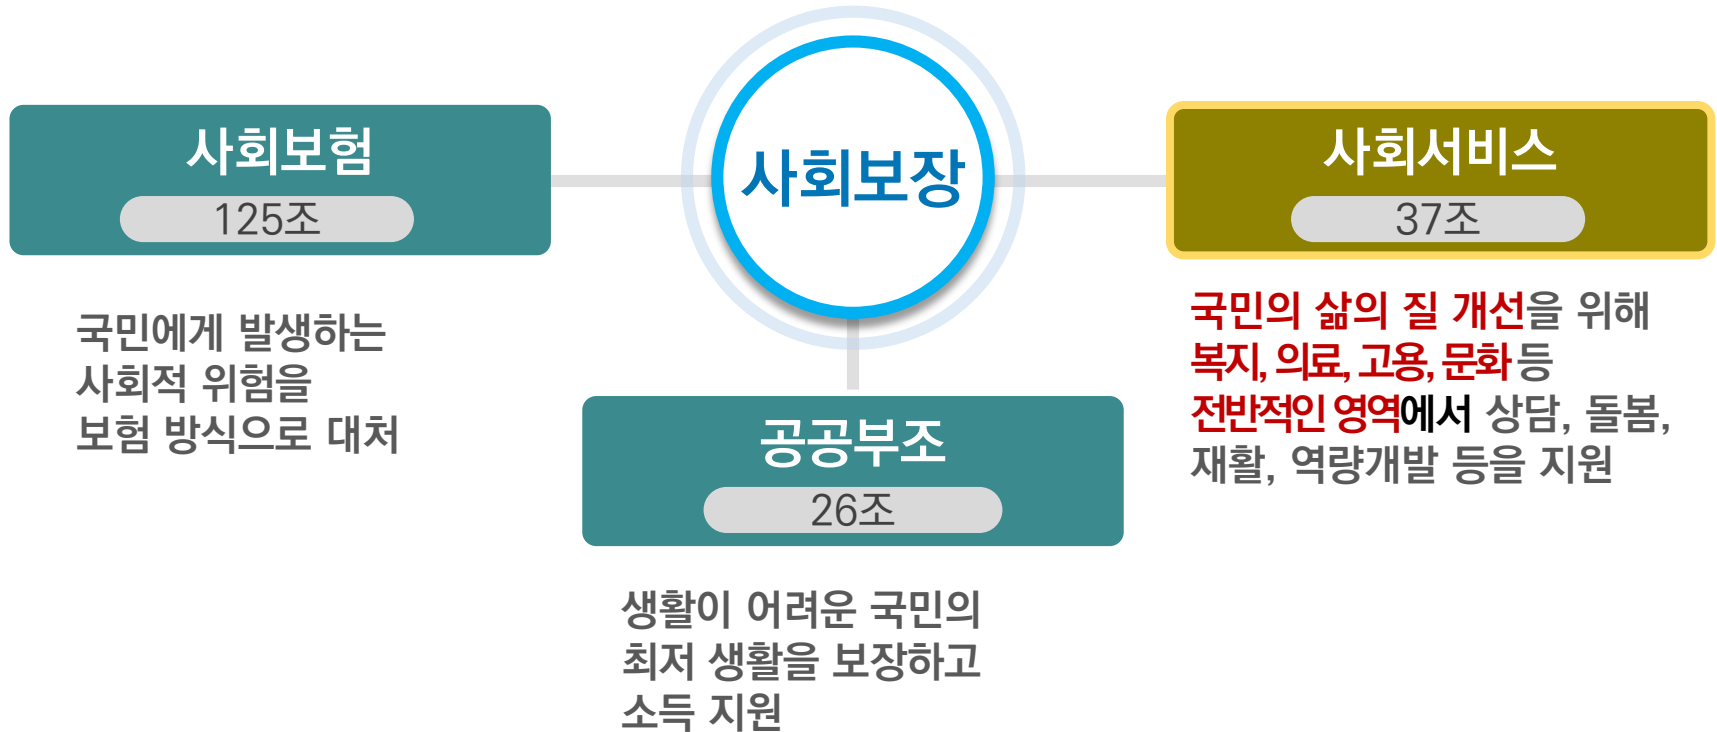 사회보장
사회보험
125조
국민에게 발생하는
사회적 위험을
보험 방식으로 대처
공공부조
26조
생활이 어려운 국민의
최저 생활을 보장하고
소득 지원
사회서비스
37조
국민의 삶의 질 개선을 위해
복지, 의료, 고용, 문화 등
전반적인 영역에서 상담, 돌봄,
재활, 역량개발 등을 지원